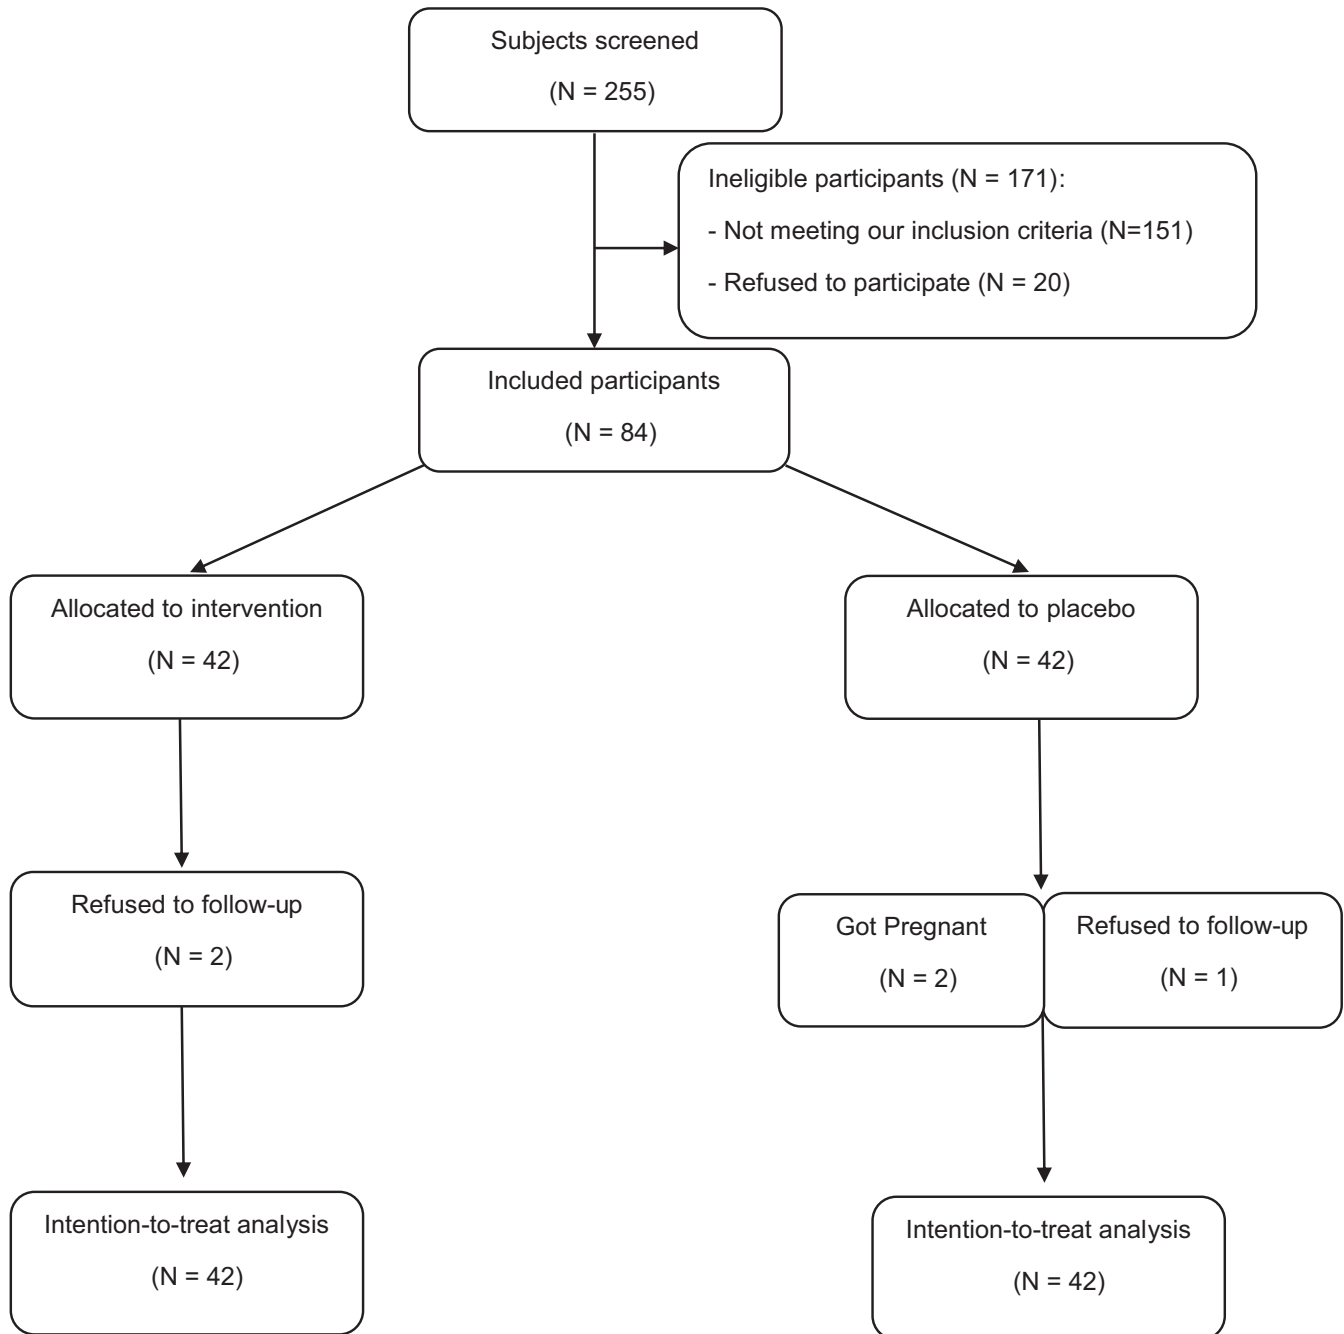 Subjects screened
(N = 255)
Ineligible participants (N = 171):
- Not meeting our inclusion criteria (N=151)
- Refused to participate (N = 20)
Included participants
(N = 84)
Allocated to intervention
(N = 42)
Allocated to placebo
(N = 42)
Refused to follow-up
(N = 2)
Got Pregnant
(N = 2)
Refused to follow-up
(N = 1)
Intention-to-treat analysis
(N = 42)
Intention-to-treat analysis
(N = 42)